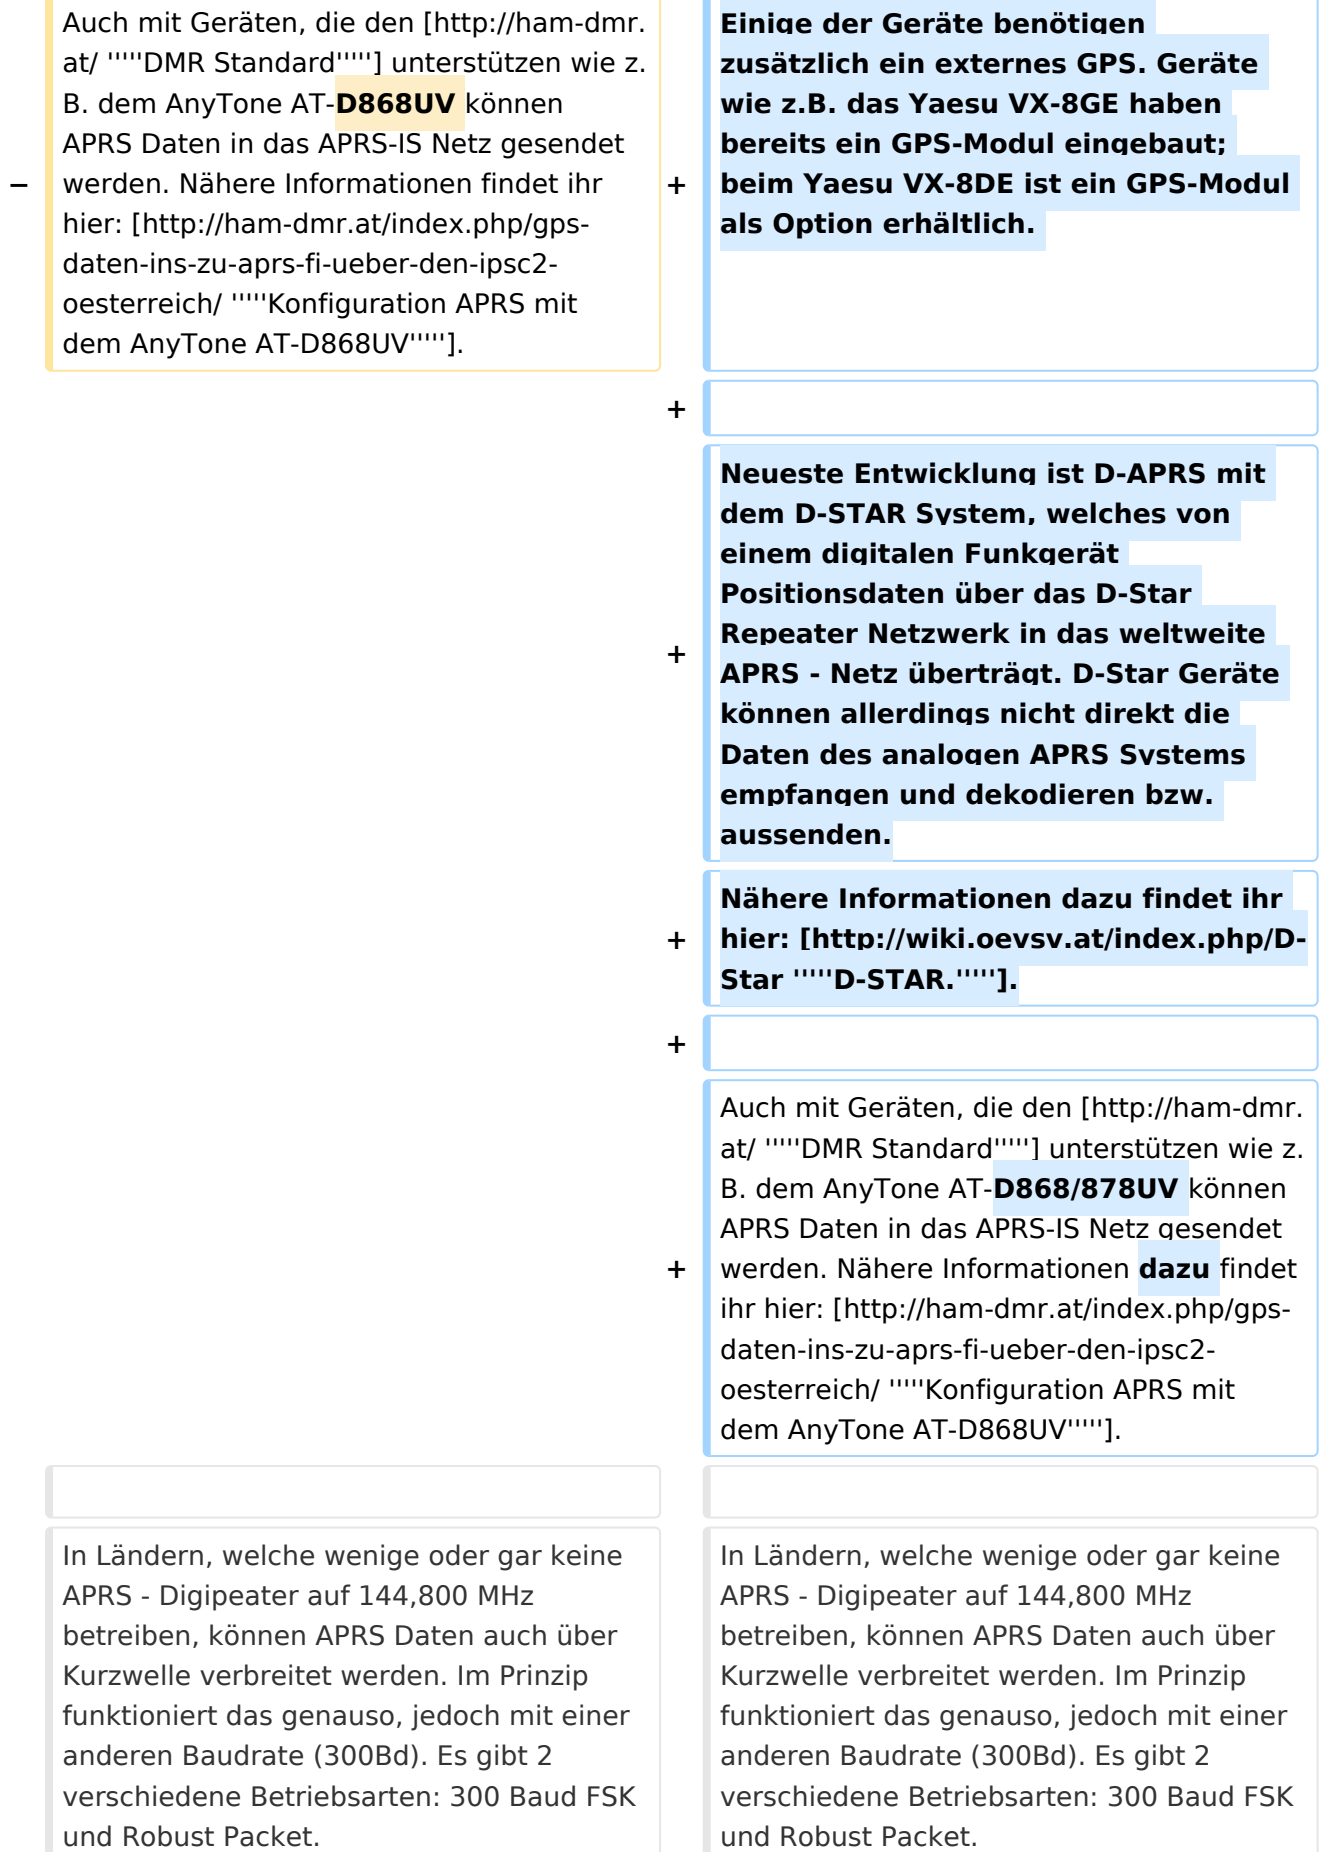 Auch mit Geräten, die den [http://ham-dmr.
at/ '''''DMR Standard'''''] unterstützen wie z.
B. dem AnyTone AT-D868UV können
APRS Daten in das APRS-IS Netz gesendet
− werden. Nähere Informationen findet ihr
hier: [http://ham-dmr.at/index.php/gps-
daten-ins-zu-aprs-fi-ueber-den-ipsc2-
oesterreich/ '''''Konfiguration APRS mit
dem AnyTone AT-D868UV'''''].
Einige der Geräte benötigen
zusätzlich ein externes GPS. Geräte
wie z.B. das Yaesu VX-8GE haben
bereits ein GPS-Modul eingebaut;
+ beim Yaesu VX-8DE ist ein GPS-Modul
als Option erhältlich.
+
Neueste Entwicklung ist D-APRS mit
dem D-STAR System, welches von
einem digitalen Funkgerät
Positionsdaten über das D-Star
Repeater Netzwerk in das weltweite
+ APRS - Netz überträgt. D-Star Geräte
können allerdings nicht direkt die
Daten des analogen APRS Systems
empfangen und dekodieren bzw.
aussenden.
Nähere Informationen dazu findet ihr
+ hier: [http://wiki.oevsv.at/index.php/D-
Star '''''D-STAR.'''''].
+
Auch mit Geräten, die den [http://ham-dmr.
at/ '''''DMR Standard'''''] unterstützen wie z.
B. dem AnyTone AT-D868/878UV können
APRS Daten in das APRS-IS Netz gesendet
+ werden. Nähere Informationen dazu findet
ihr hier: [http://ham-dmr.at/index.php/gps-
daten-ins-zu-aprs-fi-ueber-den-ipsc2-
oesterreich/ '''''Konfiguration APRS mit
dem AnyTone AT-D868UV'''''].
In Ländern, welche wenige oder gar keine
APRS - Digipeater auf 144,800 MHz
betreiben, können APRS Daten auch über
Kurzwelle verbreitet werden. Im Prinzip
funktioniert das genauso, jedoch mit einer
anderen Baudrate (300Bd). Es gibt 2
verschiedene Betriebsarten: 300 Baud FSK
und Robust Packet.
In Ländern, welche wenige oder gar keine
APRS - Digipeater auf 144,800 MHz
betreiben, können APRS Daten auch über
Kurzwelle verbreitet werden. Im Prinzip
funktioniert das genauso, jedoch mit einer
anderen Baudrate (300Bd). Es gibt 2
verschiedene Betriebsarten: 300 Baud FSK
und Robust Packet.